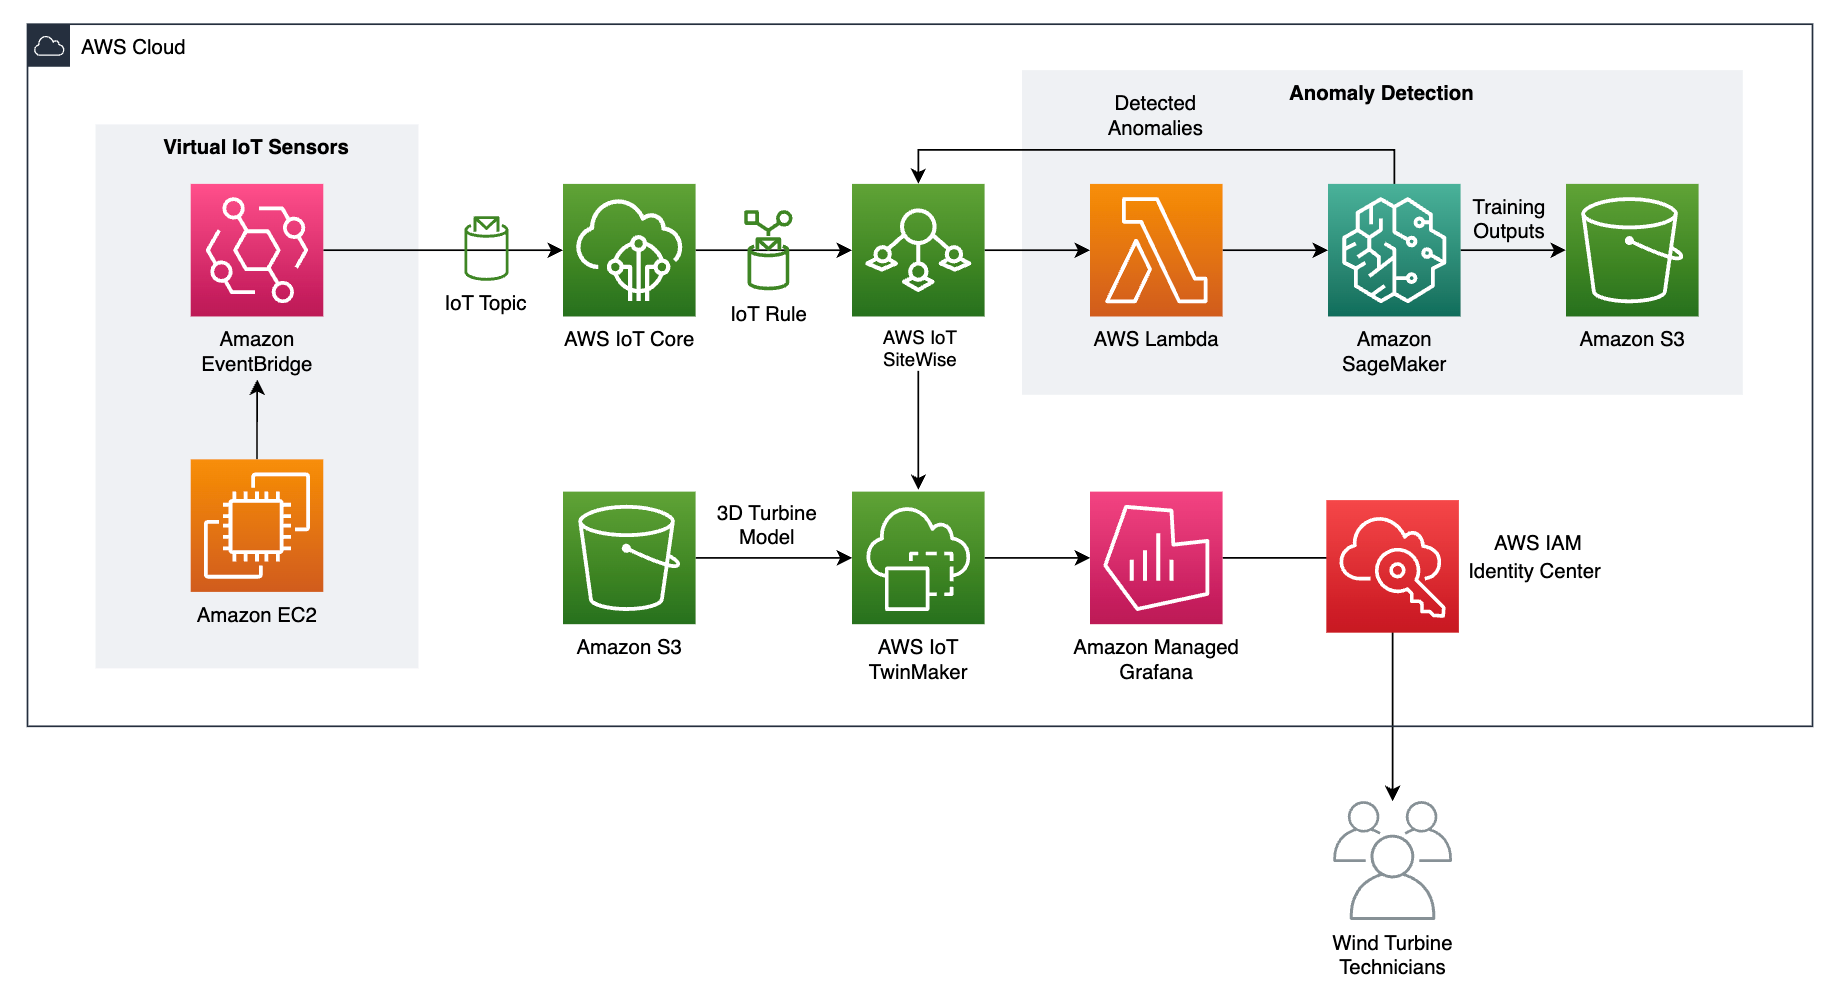 AWS Cloud
Anomaly Detection
Detected
Anomalies
Virtual IoT Sensors
Training
Outputs
IoT Topic
IoT Rule
Amazon
EventBridge
AWS IoT Core
AWS IoT
SiteWise
AWS Lambda
Amazon
SageMaker
Amazon S3
3D Turbine
Model
AWS IAM
Identity Center
Amazon EC2
Amazon S3
AWS IoT
TwinMaker
Amazon Managed
Grafana
Wind Turbine
Technicians